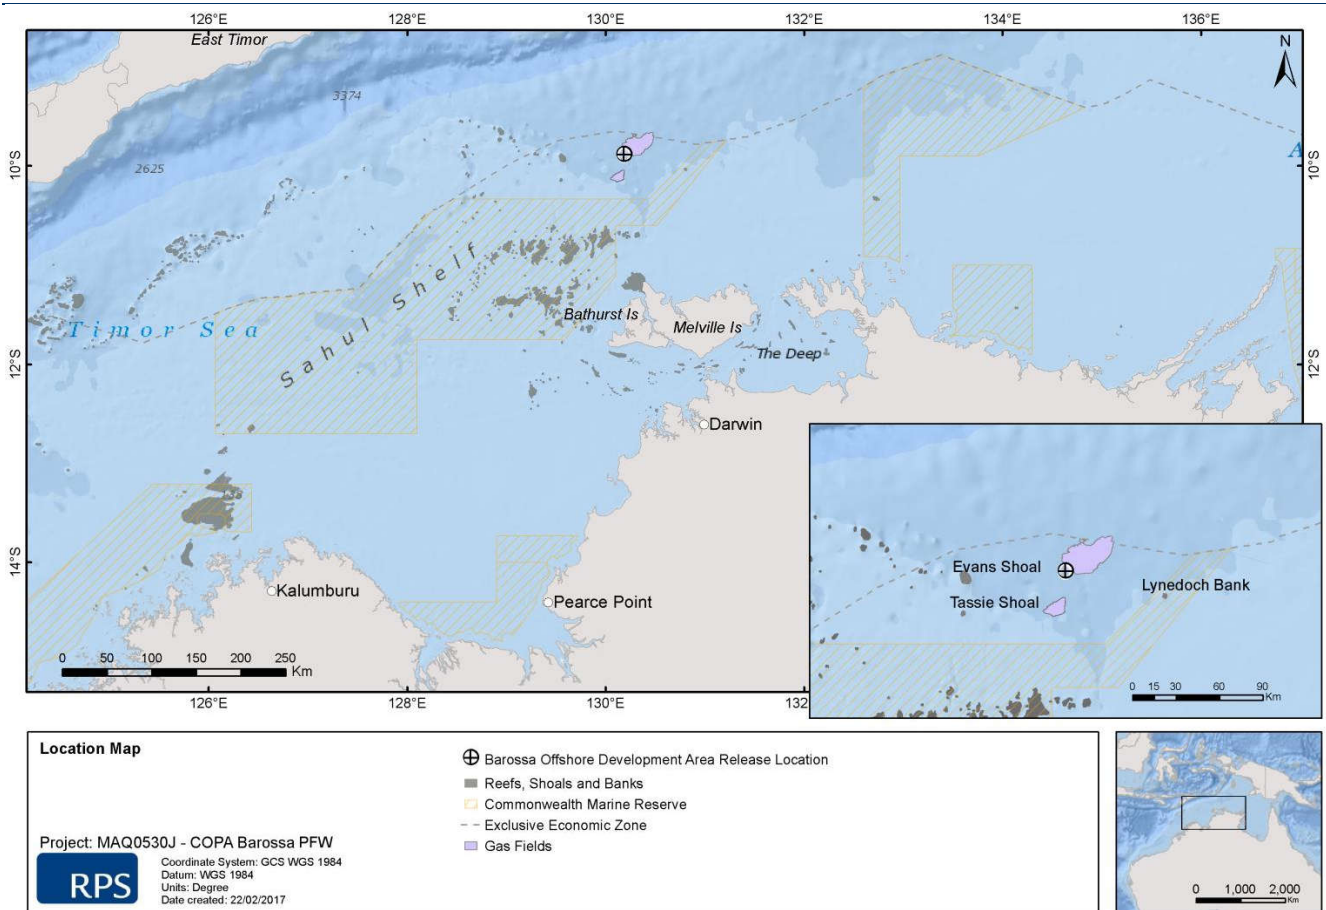 126°E 128°E 130°E 132°E 134°E 136°E
East Timor
N
3374
2625
10°S 10°S
A
Sahul Shelf
Timor Sea
Bathurst Is
Melville Is
The Deep
12°S 12°S
Darwin
14°S
Kalumburu
Pearce Point
0 50 100 150 200 250
Km
126°E 128°E 130°E 132°
Evans Shoal
Tassie Shoal
Lynedoch Bank
0 15 30 60 90
Km
Location Map
Barossa Offshore Development Area Release Location
Reefs, Shoals and Banks
Commonwealth Marine Reserve
Exclusive Economic Zone
Gas Fields
Project: MAQ0530J - COPA Barossa PFW
RPS
Coordinate System: GCS WGS 1984
Datum: WGS 1984
Units: Degree
Date created: 22/02/2017
0 1,000 2,000
Km